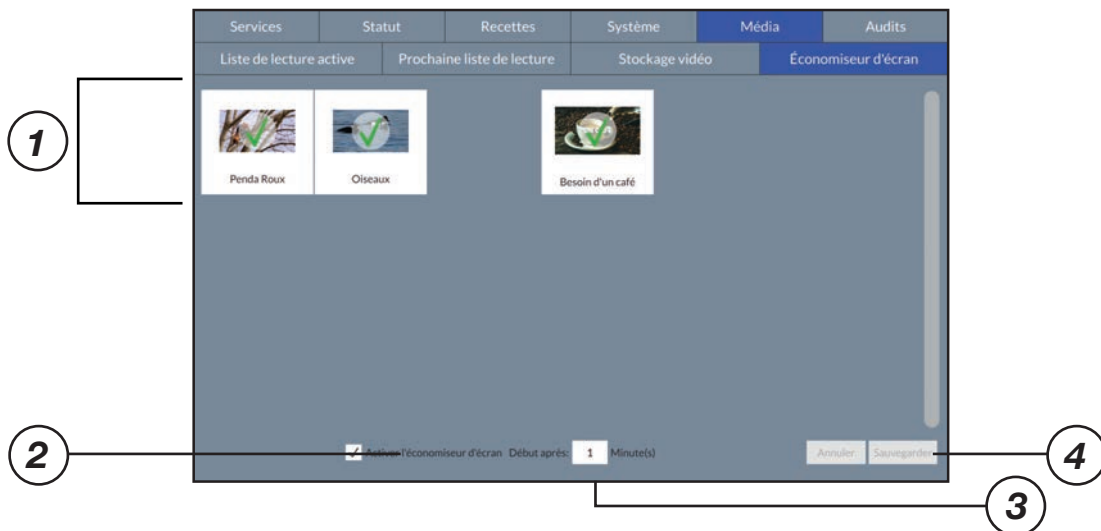 Services Statut Recettes Système Média Audits
Liste de lecture active Prochaine liste de lecture Stockage vidéo Économiseur d'écran
1
Penda Roux Oiseaux Besoin d'un café
2 Activer l'économiseur d'écran Début après: 1 Minute(s) Annuler Sauvegarder 4
3